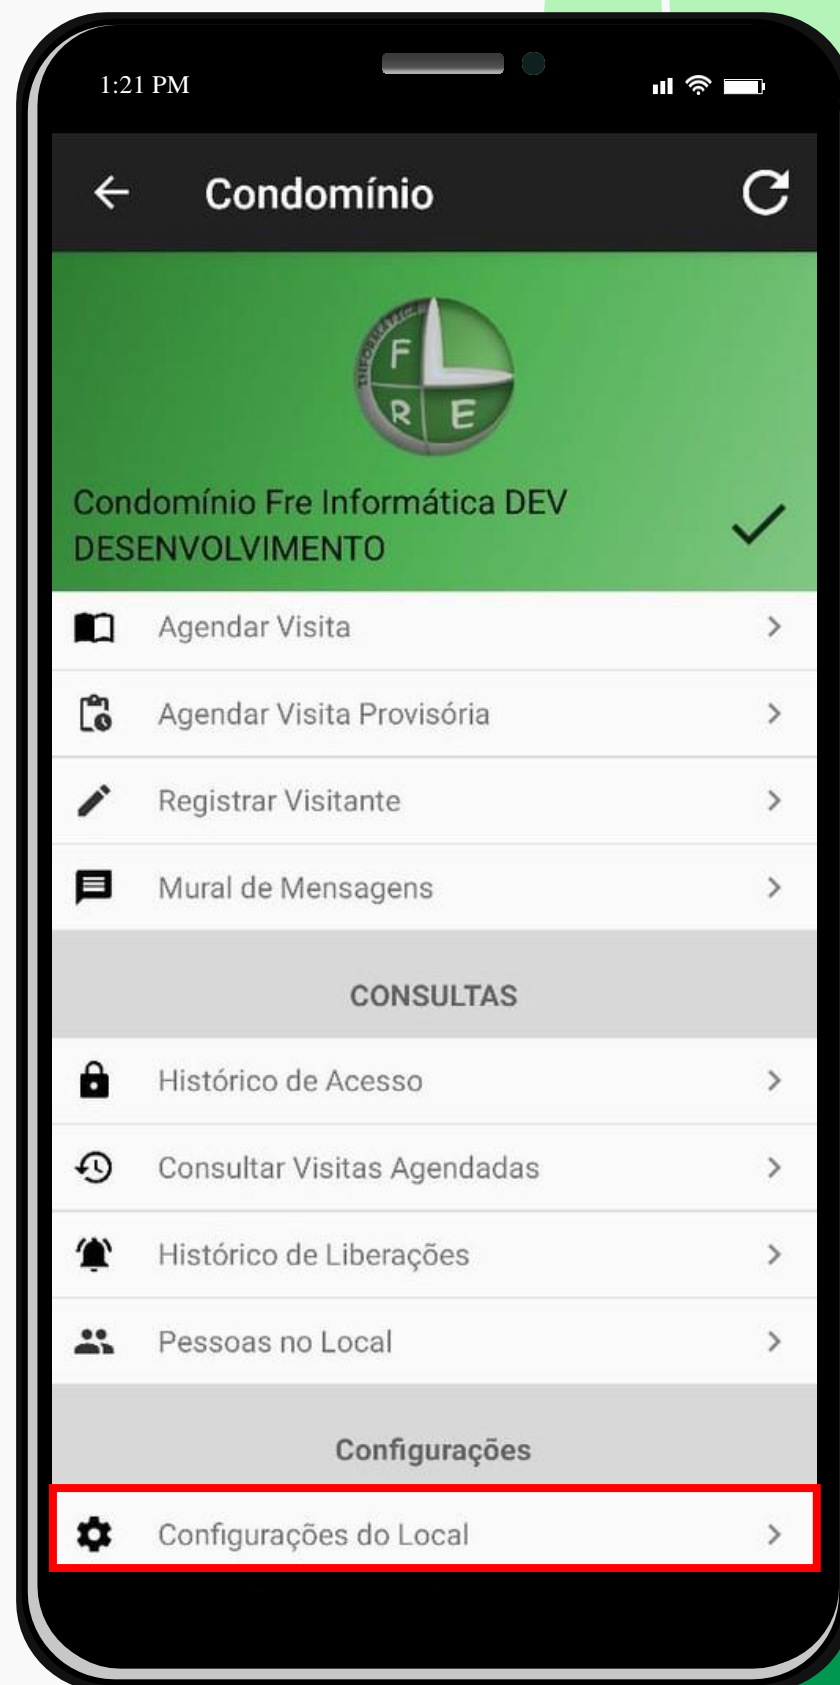 1:21 PM
Condomínio
INFORMÁTICA
F
R E
Condomínio Fre Informática DEV
DESENVOLVIMENTO
Agendar Visita
Agendar Visita Provisória
Registrar Visitante
Mural de Mensagens
CONSULTAS
Histórico de Acesso
Consultar Visitas Agendadas
Histórico de Liberações
Pessoas no Local
Configurações
Configurações do Local